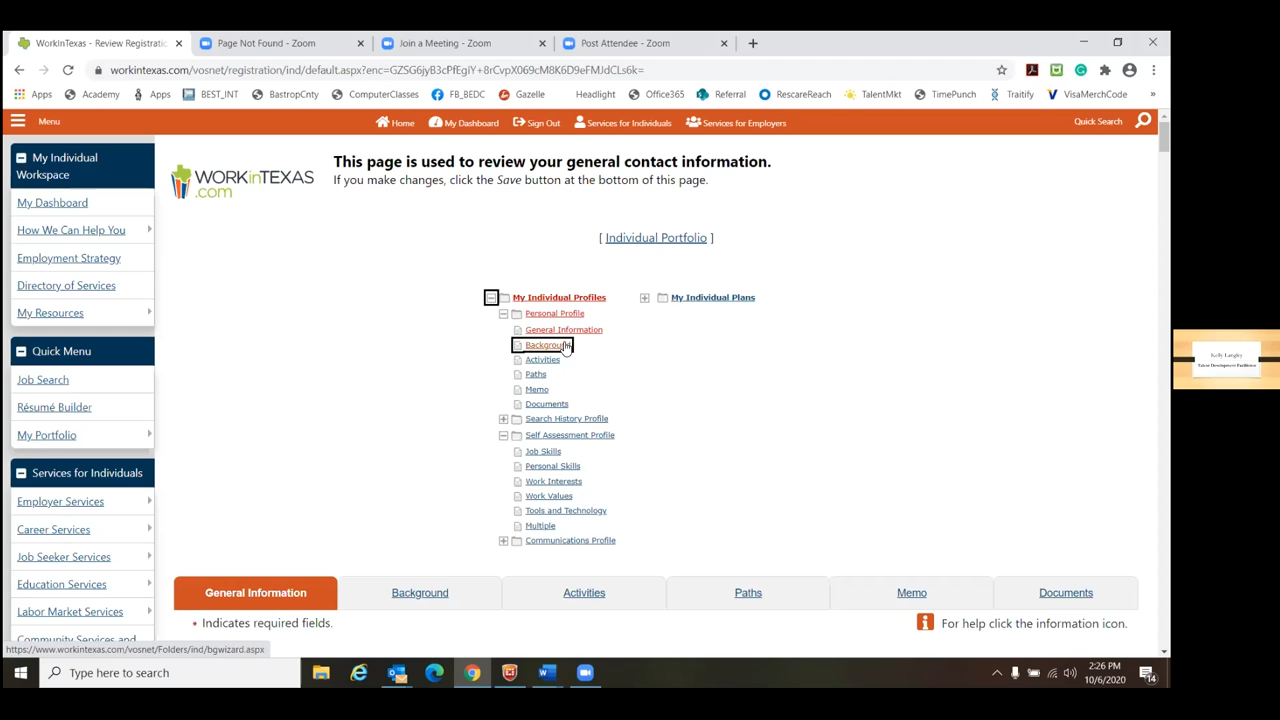 WorkInTexas - Review Registratio
Page Not Found - Zoom
Join a Meeting - Zoom
Post Attendee - Zoom
workintexas.com/vosnet/registration/ind/default.aspx?enc=GZSG6jyB3cPfEgiY+8rCvpX069cM8K6D9eFMJdCLs6k=
Apps Academy Apps BEST_INT BastropCnty ComputerClasses FB_BEDC Gazelle Headlight Office365 Referral RescareReach TalentMkt TimePunch Traitify VisaMerchCode »
Menu Home My Dashboard Sign Out Services for Individuals Services for Employers Quick Search
My Individual
Workspace
My Dashboard
How We Can Help You
Employment Strategy
Directory of Services
My Resources
Quick Menu
Job Search
Résumé Builder
My Portfolio
Services for Individuals
Employer Services
Career Services
Job Seeker Services
Education Services
Labor Market Services
Community Services and
WORKinTEXAS
.com
This page is used to review your general contact information.
If you make changes, click the Save button at the bottom of this page.
[ Individual Portfolio ]
My Individual Profiles
My Individual Plans
Personal Profile
General Information
Background
Activities
Paths
Memo
Documents
Search History Profile
Self Assessment Profile
Job Skills
Personal Skills
Work Interests
Work Values
Tools and Technology
Multiple
Communications Profile
General Information Background Activities Paths Memo Documents
• Indicates required fields.
For help click the information icon.
https://www.workintexas.com/vosnet/Folders/ind/bgwizard.aspx
Type here to search
2:26 PM
10/6/2020
14
Kelly Langley
Talent Development Facilitator